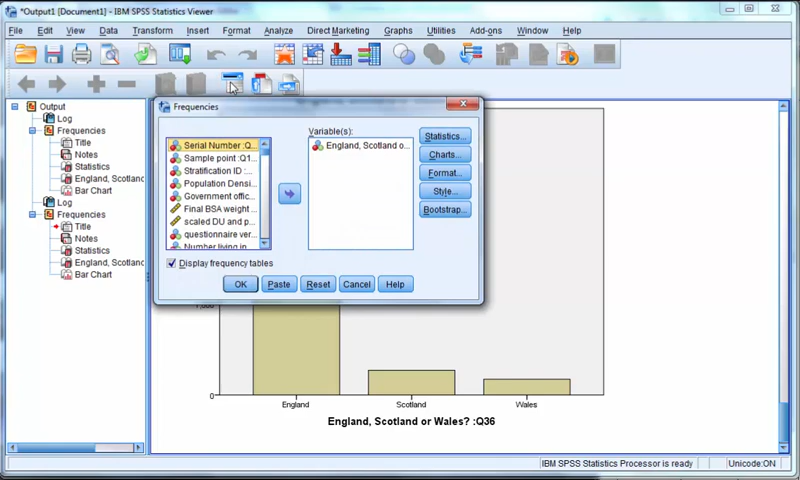 *Output1 [Document1] - IBM SPSS Statistics Viewer
File Edit View Data Transform Insert Format Analyze Direct Marketing Graphs Utilities Add-ons Window Help
Output
Log
Frequencies
Title
Notes
Statistics
England, Scotland
Bar Chart
Log
Frequencies
Title
Notes
Statistics
England, Scotland
Bar Chart
Frequencies
Serial Number :Q...
Sample point :Q1...
Stratification ID :...
Population Densi...
Government offic...
Final BSA weight ...
scaled DU and p...
questionnaire ver...
Number living in
Variable(s):
England, Scotland o...
Statistics...
Charts...
Format...
Style...
Bootstrap...
Display frequency tables
OK Paste Reset Cancel Help
0
England Scotland Wales
England, Scotland or Wales? :Q36
IBM SPSS Statistics Processor is ready Unicode:ON